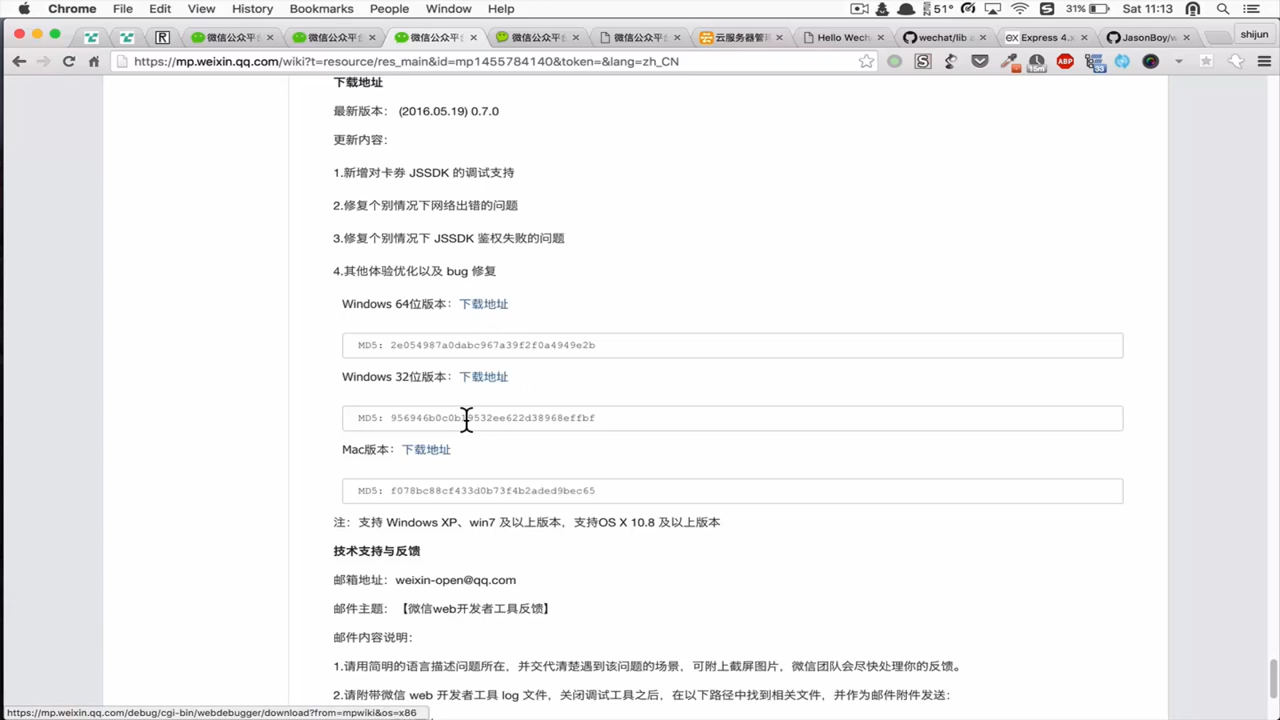 Chrome File Edit View History Bookmarks People Window Help 51° 31% Sat 11:13
微信公众平台 微信公众平台 微信公众平台 微信公众平台 微信公众平 云服务器管理 Hello Wech wechat/lib a Express 4.x JasonBoy/w shijun
https://mp.weixin.qq.com/wiki?t=resource/res_main&id=mp1455784140&token=&lang=zh_CN
下载地址
最新版本： (2016.05.19) 0.7.0
更新内容：
1.新增对卡券 JSSDK 的调试支持
2.修复个别情况下网络出错的问题
3.修复个别情况下 JSSDK 鉴权失败的问题
4.其他体验优化以及 bug 修复
Windows 64位版本：下载地址
MD5: 2e054987a0dabc967a39f2f0a4949e2b
Windows 32位版本：下载地址
MD5: 956946b0c0b19532ee622d38968effbf
Mac版本：下载地址
MD5: f078bc88cf433d0b73f4b2aded9bec65
注：支持 Windows XP、win7 及以上版本，支持OS X 10.8 及以上版本
技术支持与反馈
邮箱地址：weixin-open@qq.com
邮件主题：【微信web开发者工具反馈】
邮件内容说明：
1.请用简明的语言描述问题所在，并交代清楚遇到该问题的场景，可附上截屏图片，微信团队会尽快处理你的反馈。
2.请附带微信 web 开发者工具 log 文件，关闭调试工具之后，在以下路径中找到相关文件，并作为邮件附件发送：
https://mp.weixin.qq.com/debug/cgi-bin/webdebugger/download?from=mpwiki&os=x86